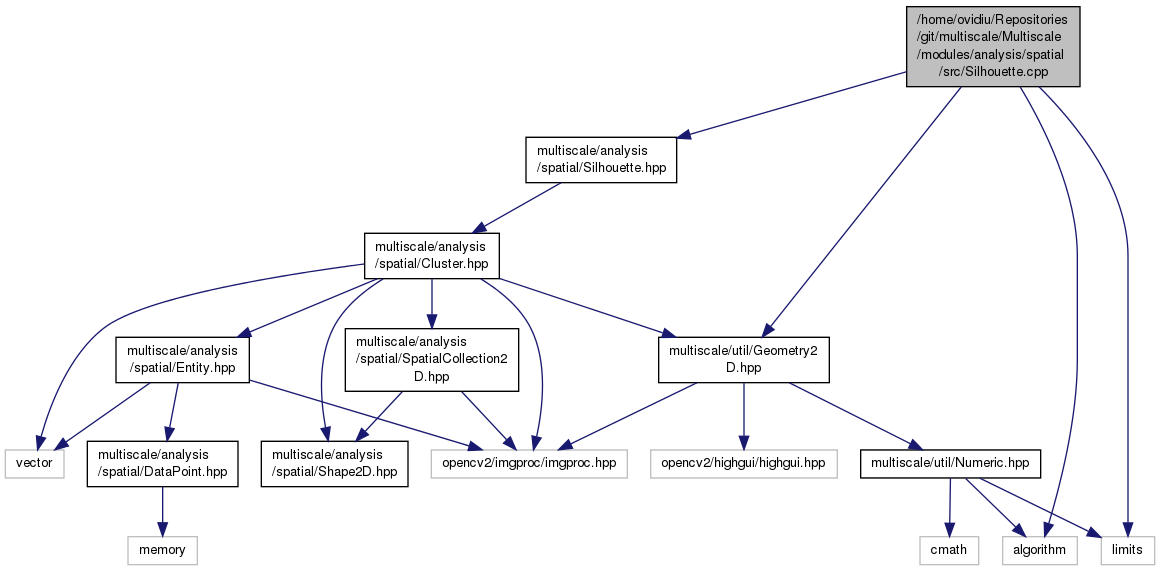 /home/ovidiu/Repositories
/git/multiscale/Multiscale
/modules/analysis/spatial
/src/Silhouette.cpp
multiscale/analysis
/spatial/Silhouette.hpp
multiscale/analysis
/spatial/Cluster.hpp
multiscale/analysis
/spatial/Entity.hpp
multiscale/analysis
/spatial/SpatialCollection2
D.hpp
multiscale/util/Geometry2
D.hpp
vector
multiscale/analysis
/spatial/DataPoint.hpp
multiscale/analysis
/spatial/Shape2D.hpp
opencv2/imgproc/imgproc.hpp
opencv2/highgui/highgui.hpp
multiscale/util/Numeric.hpp
memory
cmath
algorithm
limits